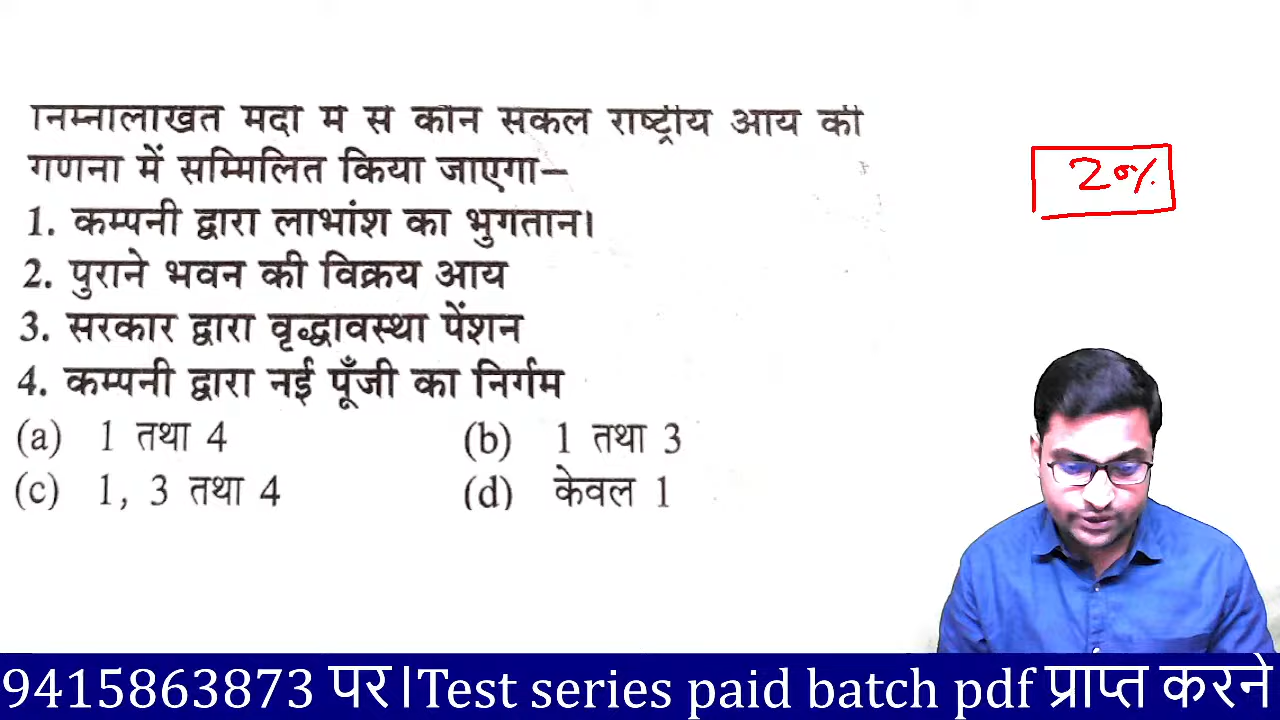 निम्नलिखित मदों में से कौन सकल राष्ट्रीय आय की
गणना में सम्मिलित किया जाएगा–
1. कम्पनी द्वारा लाभांश का भुगतान।
2. पुराने भवन की विक्रय आय
3. सरकार द्वारा वृद्धावस्था पेंशन
4. कम्पनी द्वारा नई पूँजी का निर्गम
(a) 1 तथा 4 (b) 1 तथा 3
(c) 1, 3 तथा 4 (d) केवल 1
20%
9415863873 पर।Test series paid batch pdf प्राप्त करने